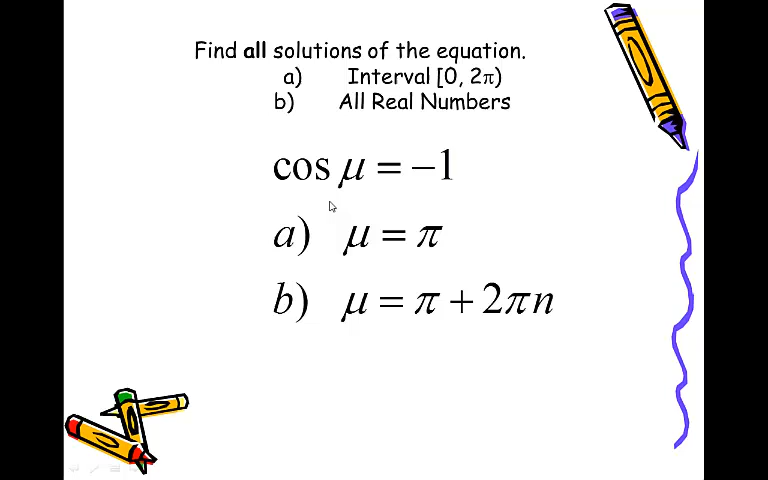 Find all solutions of the equation.
a) Interval [0, 2π)
b) All Real Numbers
cos μ = −1
a) μ = π
b) μ = π + 2πn